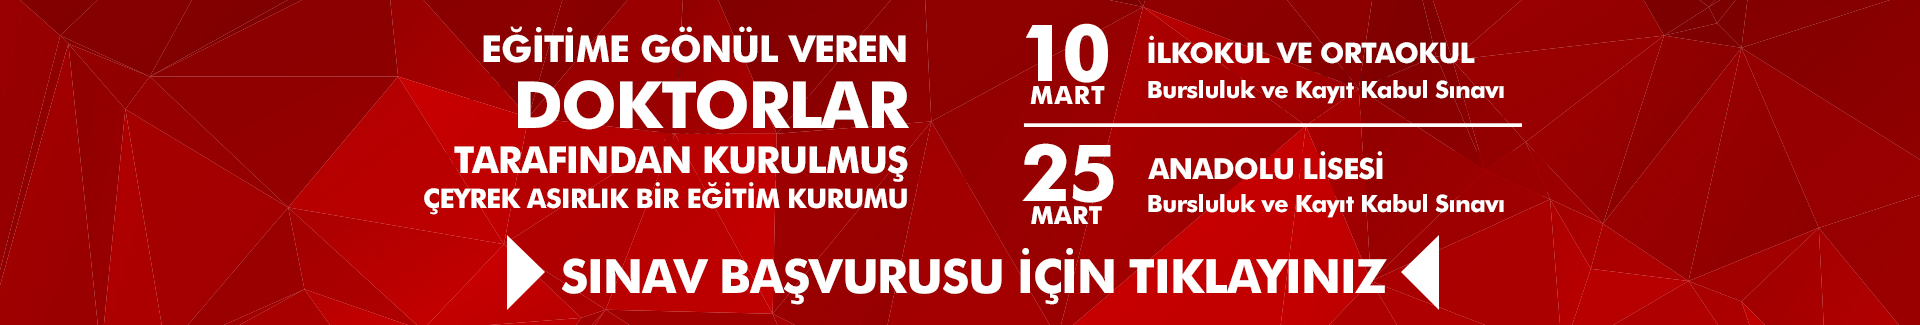 EĞİTİME GÖNÜL VEREN
DOKTORLAR
TARAFINDAN KURULMUŞ
ÇEYREK ASIRLIK BİR EĞİTİM KURUMU
10
MART
İLKOKUL VE ORTAOKUL
Bursluluk ve Kayıt Kabul Sınavı
25
MART
ANADOLU LİSESİ
Bursluluk ve Kayıt Kabul Sınavı
SINAV BAŞVURUSU İÇİN TIKLAYINIZ